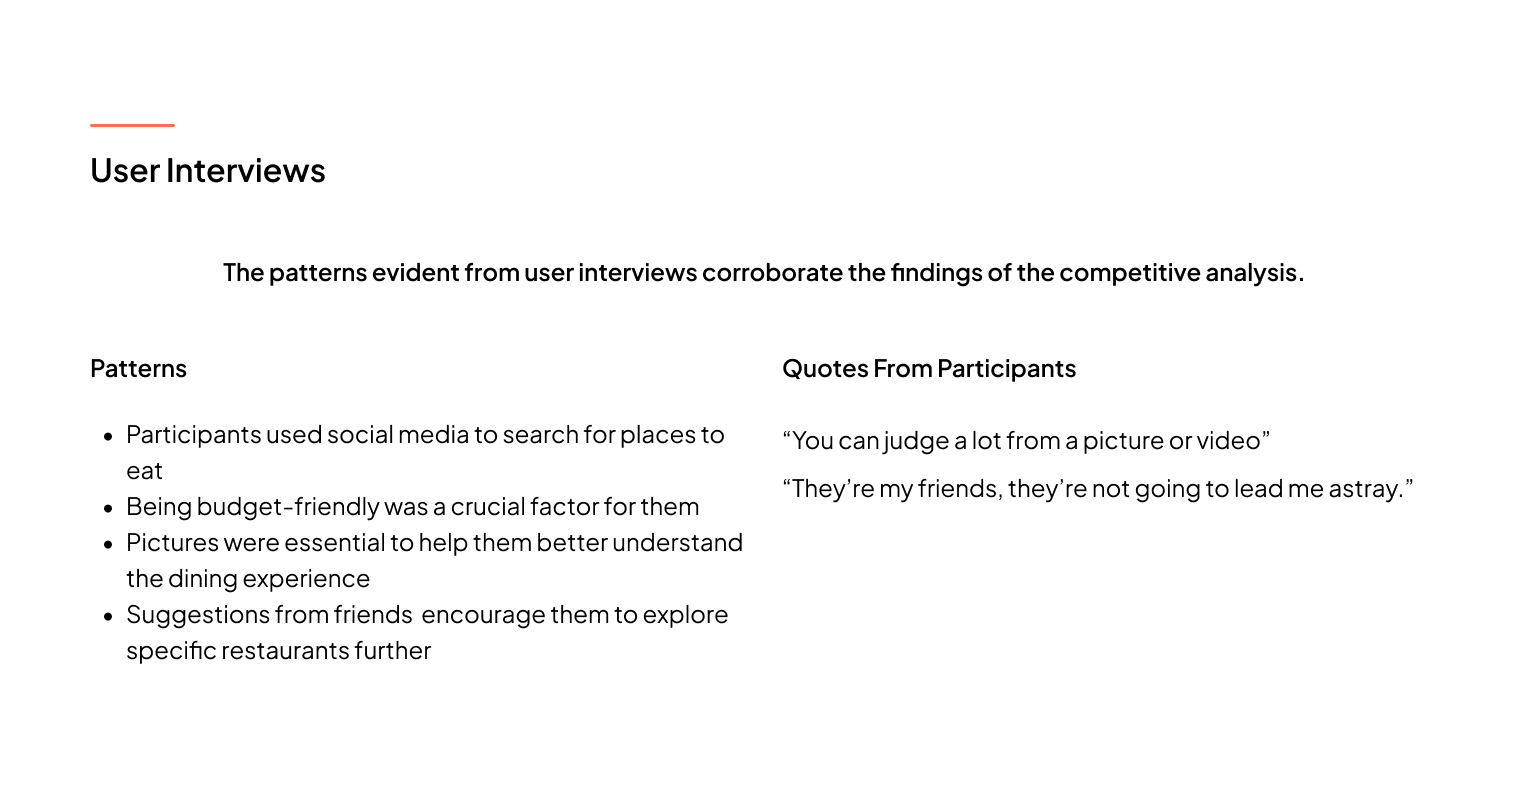 User Interviews
The patterns evident from user interviews corroborate the findings of the competitive analysis.
Patterns
• Participants used social media to search for places to
eat
• Being budget-friendly was a crucial factor for them
• Pictures were essential to help them better understand
the dining experience
• Suggestions from friends  encourage them to explore
specific restaurants further
Quotes From Participants
“You can judge a lot from a picture or video”
“They’re my friends, they’re not going to lead me astray.”